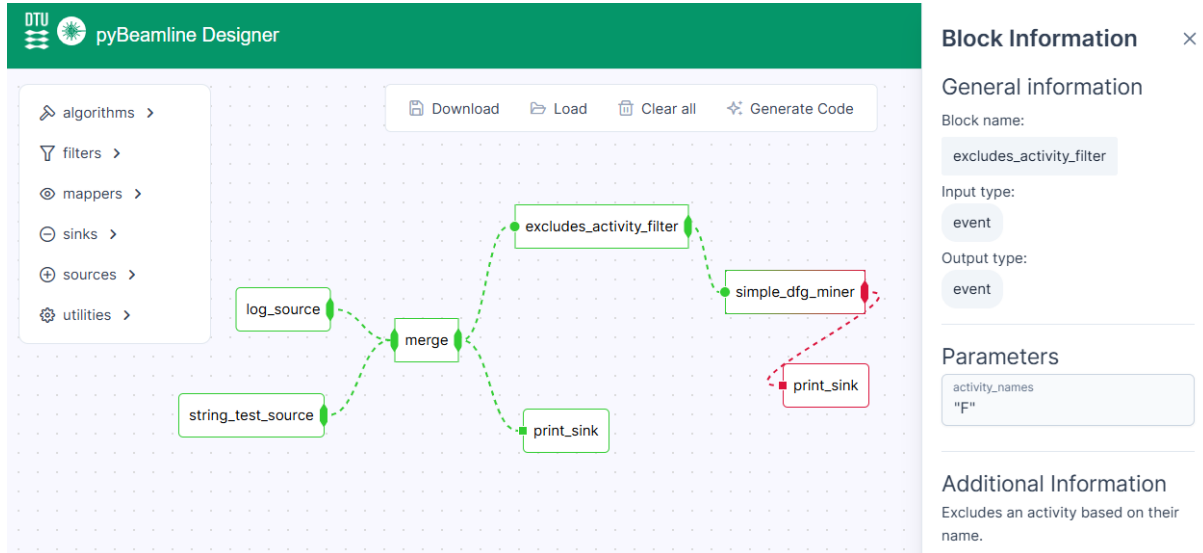 DTU
pyBeamline Designer
algorithms
filters
mappers
sinks
sources
utilities
Download
Load
Clear all
Generate Code
excludes_activity_filter
simple_dfg_miner
log_source
merge
print_sink
string_test_source
print_sink
Block Information
General information
Block name:
excludes_activity_filter
Input type:
event
Output type:
event
Parameters
activity_names
"F"
Additional Information
Excludes an activity based on their
name.